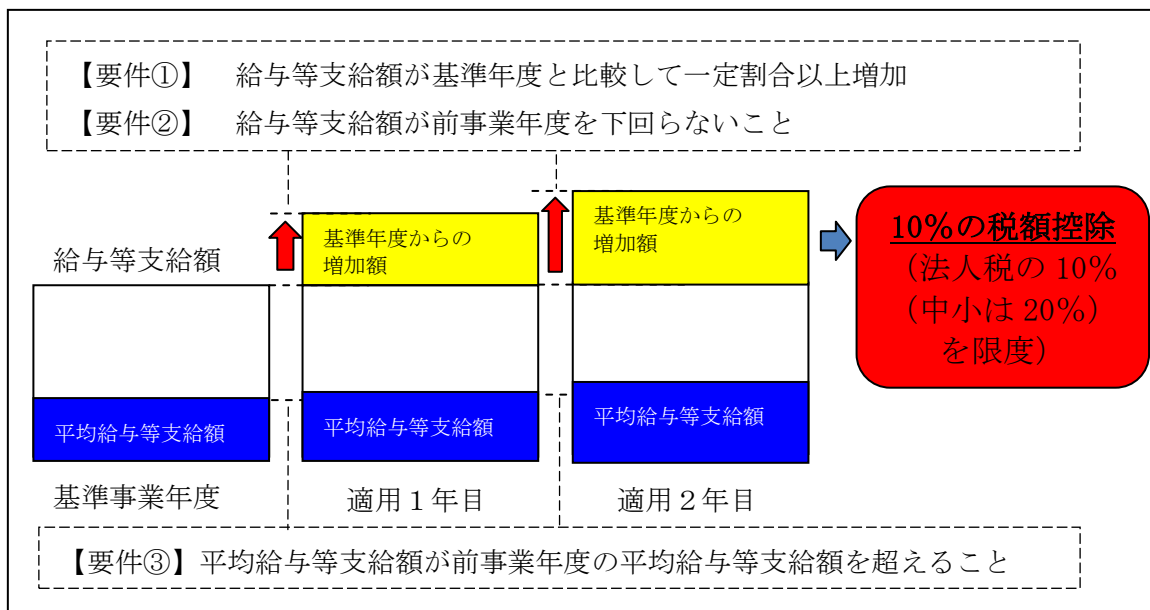 【要件①】 給与等支給額が基準年度と比較して一定割合以上増加
【要件②】 給与等支給額が前事業年度を下回らないこと
給与等支給額
基準年度からの
増加額
基準年度からの
増加額
10%の税額控除
(法人税の 10%
(中小は 20%)
を限度)
平均給与等支給額
平均給与等支給額
平均給与等支給額
基準事業年度
適用1年目
適用2年目
【要件③】平均給与等支給額が前事業年度の平均給与等支給額を超えること